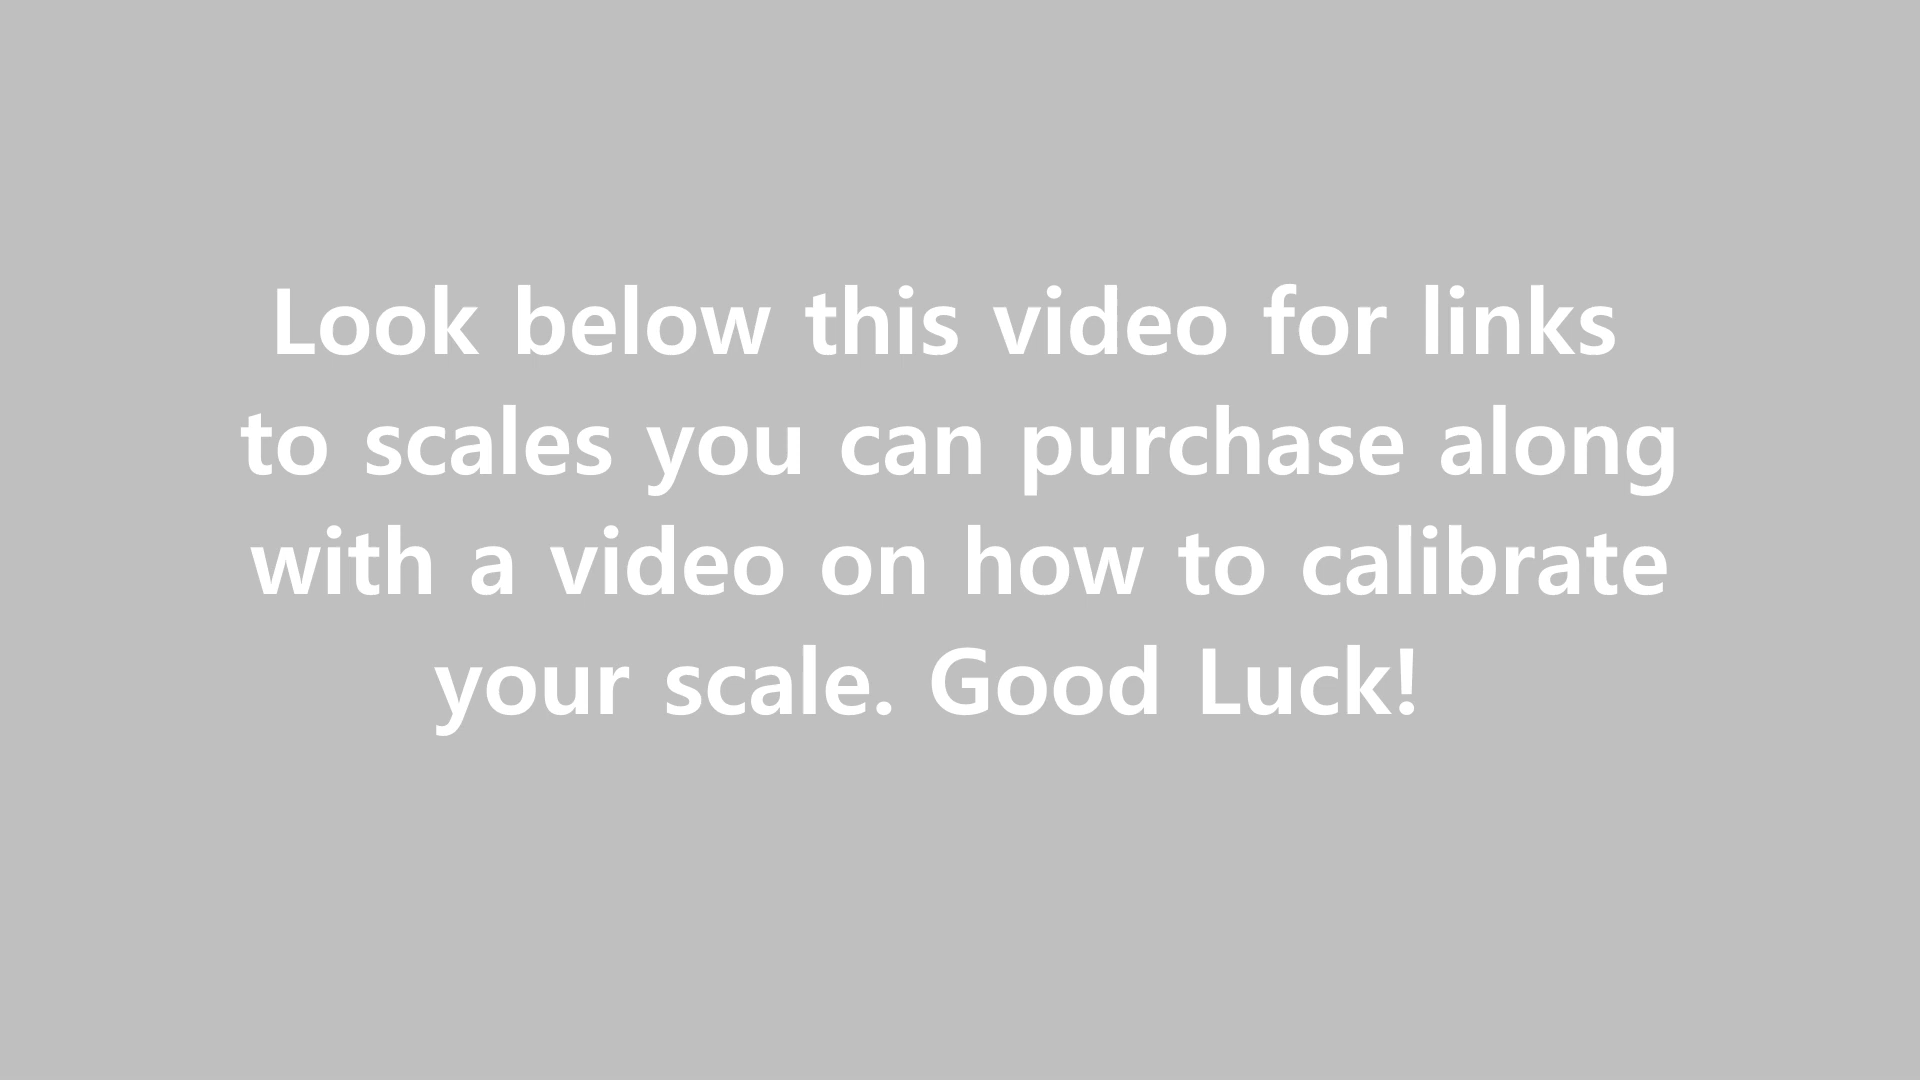 Look below this video for links
to scales you can purchase along
with a video on how to calibrate
your scale. Good Luck!